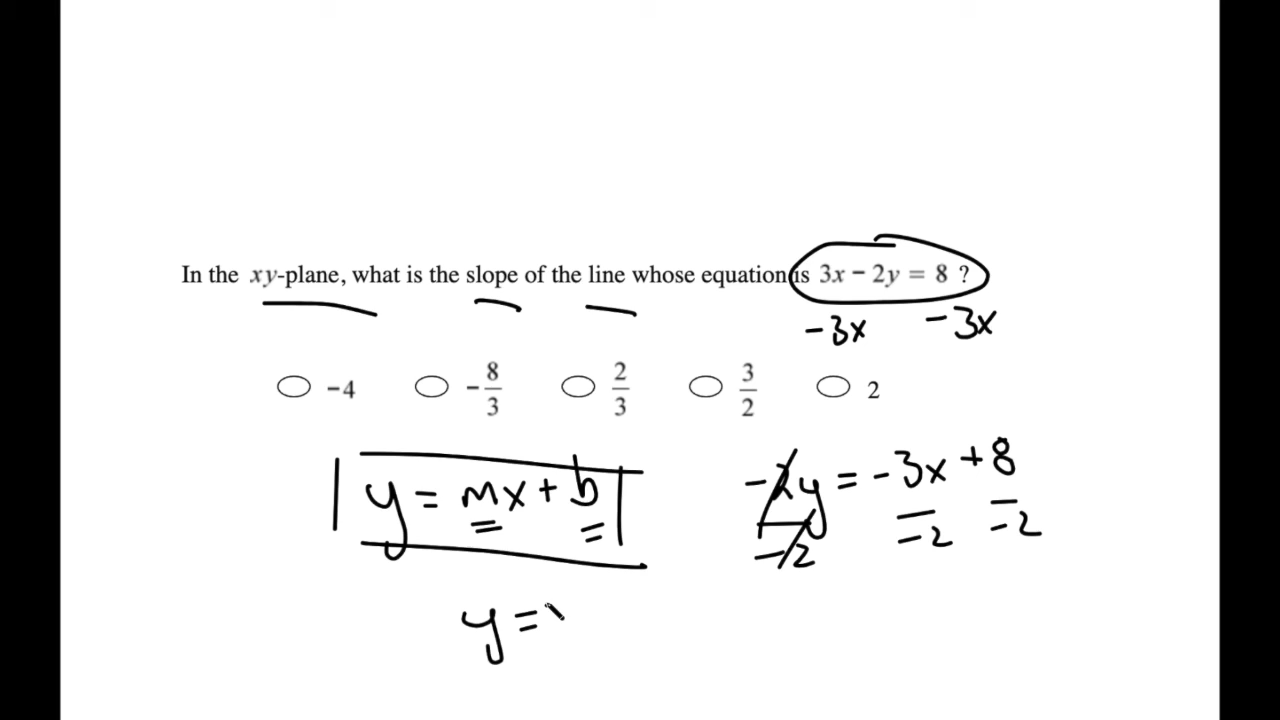 In the xy-plane, what is the slope of the line whose equation is 3x − 2y = 8 ?
−3x −3x
−4 −8/3 2/3 3/2 2
y = mx + b
−2y = −3x + 8
−2 −2 −2
y =